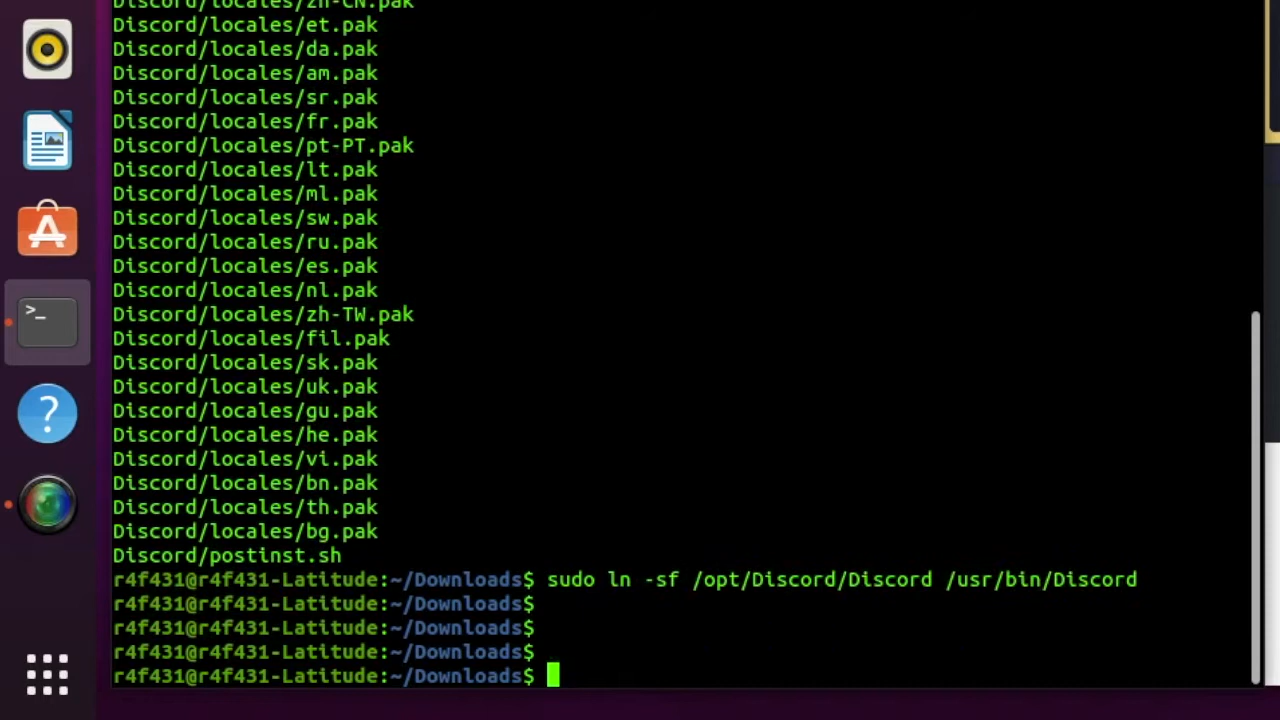 Discord/locales/zh-CN.pak
Discord/locales/et.pak
Discord/locales/da.pak
Discord/locales/am.pak
Discord/locales/sr.pak
Discord/locales/fr.pak
Discord/locales/pt-PT.pak
Discord/locales/lt.pak
Discord/locales/ml.pak
Discord/locales/sw.pak
Discord/locales/ru.pak
Discord/locales/es.pak
Discord/locales/nl.pak
Discord/locales/zh-TW.pak
Discord/locales/fil.pak
Discord/locales/sk.pak
Discord/locales/uk.pak
Discord/locales/gu.pak
Discord/locales/he.pak
Discord/locales/vi.pak
Discord/locales/bn.pak
Discord/locales/th.pak
Discord/locales/bg.pak
Discord/postinst.sh
r4f431@r4f431-Latitude:~/Downloads$ sudo ln -sf /opt/Discord/Discord /usr/bin/Discord
r4f431@r4f431-Latitude:~/Downloads$
r4f431@r4f431-Latitude:~/Downloads$
r4f431@r4f431-Latitude:~/Downloads$
r4f431@r4f431-Latitude:~/Downloads$